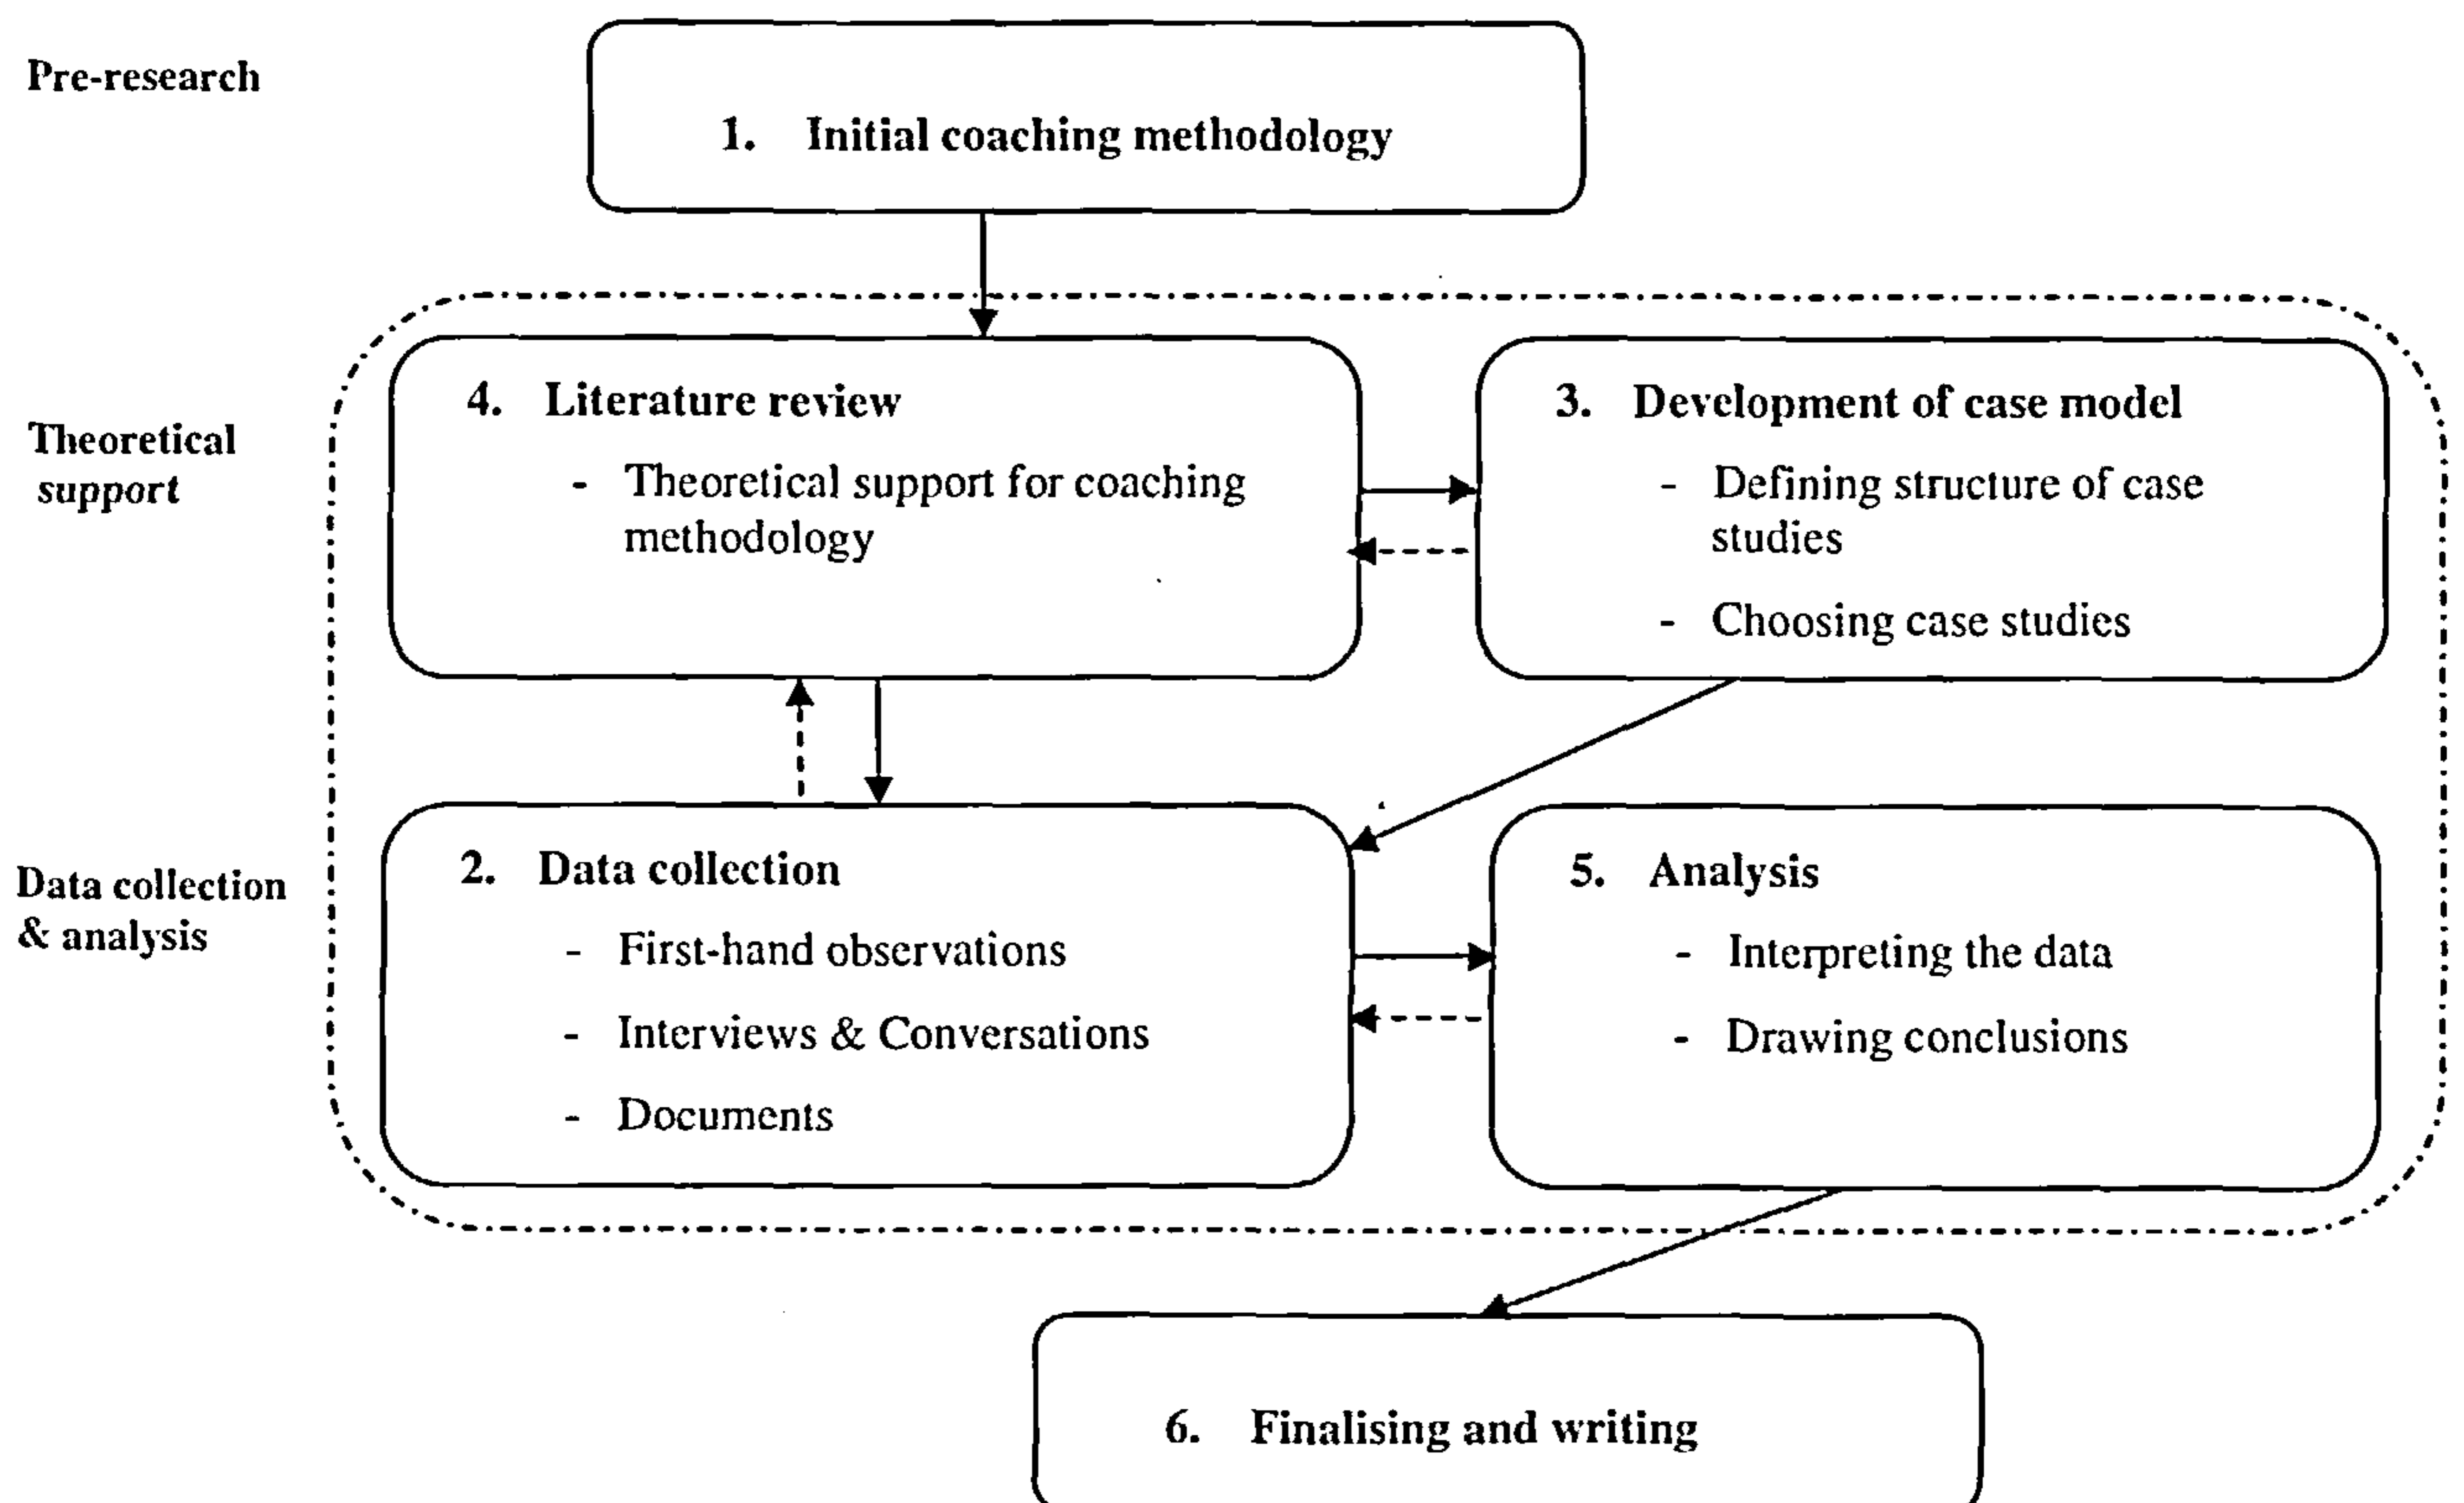 Pre-research
1. Initial coaching methodology
Theoretical
support
4. Literature review
- Theoretical support for coaching
methodology
3. Development of case model
- Defining structure of case
studies
- Choosing case studies
Data collection
& analysis
2. Data collection
- First-hand observations
- Interviews & Conversations
- Documents
5. Analysis
- Interpreting the data
- Drawing conclusions
6. Finalising and writing